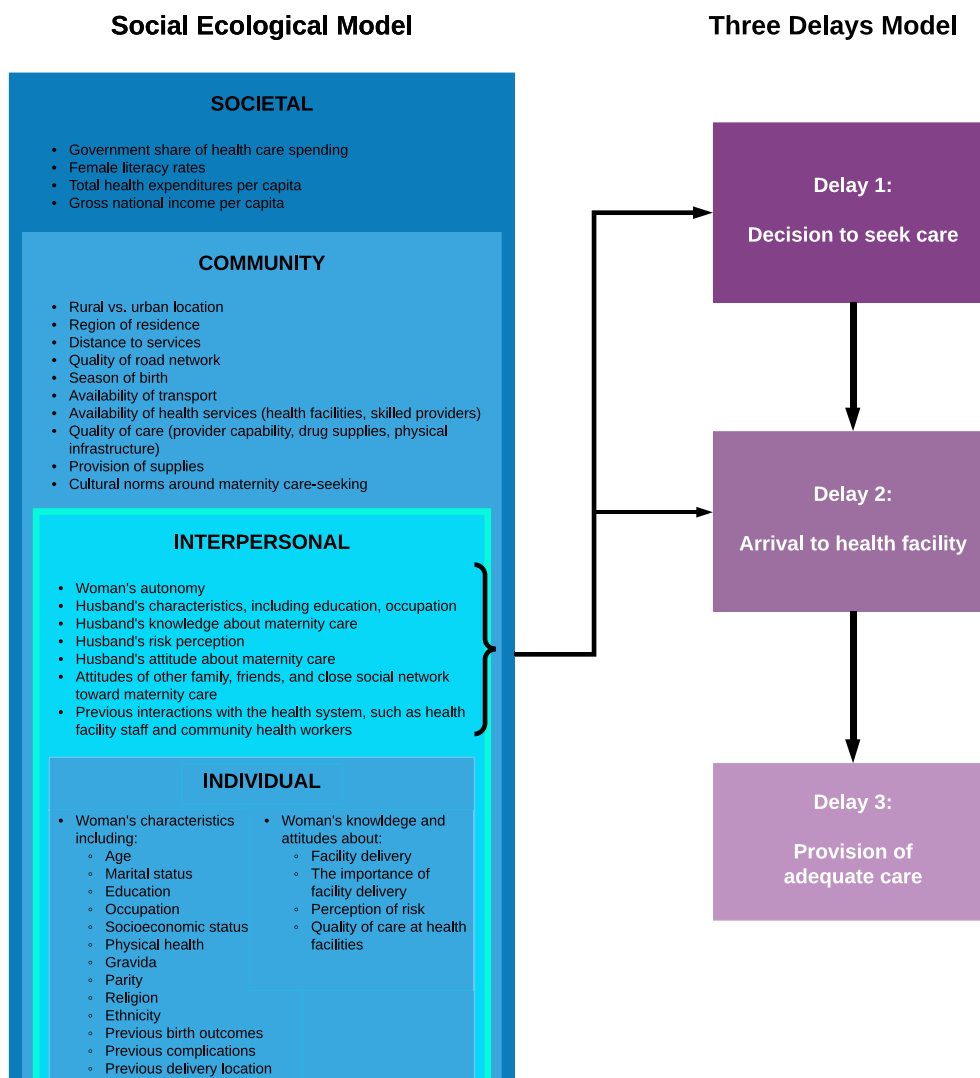 Social Ecological Model
Three Delays Model
SOCIETAL
• Government share of health care spending
• Female literacy rates
• Total health expenditures per capita
• Gross national income per capita
COMMUNITY
• Rural vs. urban location
• Region of residence
• Distance to services
• Quality of road network
• Season of birth
• Availability of transport
• Availability of health services (health facilities, skilled providers)
• Quality of care (provider capability, drug supplies, physical
infrastructure)
• Provision of supplies
• Cultural norms around maternity care-seeking
INTERPERSONAL
• Woman's autonomy
• Husband's characteristics, including education, occupation
• Husband's knowledge about maternity care
• Husband's risk perception
• Husband's attitude about maternity care
• Attitudes of other family, friends, and close social network
toward maternity care
• Previous interactions with the health system, such as health
facility staff and community health workers
INDIVIDUAL
• Woman's characteristics
including:
◦ Age
◦ Marital status
◦ Education
◦ Occupation
◦ Socioeconomic status
◦ Physical health
◦ Gravida
◦ Parity
◦ Religion
◦ Ethnicity
◦ Previous birth outcomes
◦ Previous complications
◦ Previous delivery location
• Woman's knowldege and
attitudes about:
◦ Facility delivery
◦ The importance of
facility delivery
◦ Perception of risk
◦ Quality of care at health
facilities
Delay 1:
Decision to seek care
Delay 2:
Arrival to health facility
Delay 3:
Provision of
adequate care